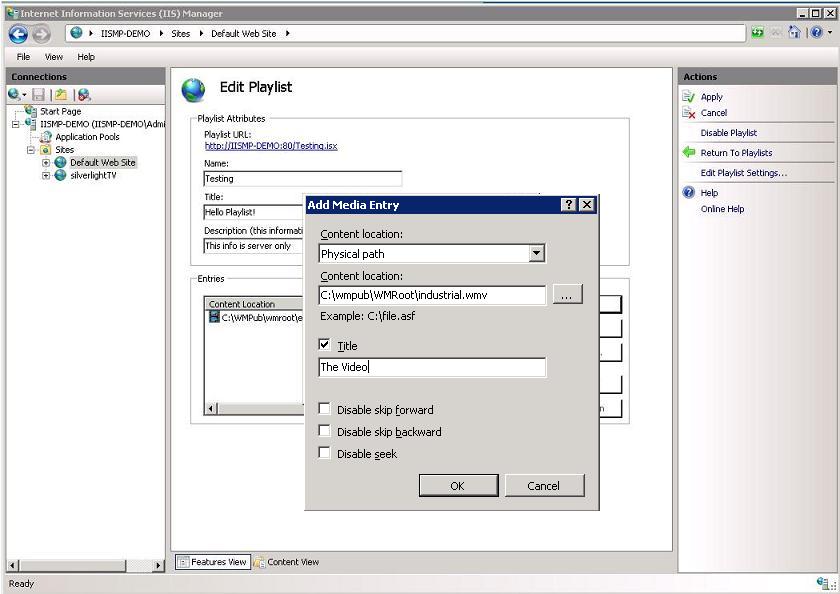 Internet Information Services (IIS) Manager
IISMP-DEMO Sites Default Web Site
File View Help
Connections
Start Page
IISMP-DEMO (IISMP-DEMO\Admi
Application Pools
Sites
Default Web Site
silverlightTV
Edit Playlist
Playlist Attributes
Playlist URL:
http://IISMP-DEMO:80/Testing.isx
Name:
Testing
Title:
Hello Playlist!
Description (this informati
This info is server only
Entries
Content Location
C:\WMPub\wmroot\e
Add Media Entry
Content location:
Physical path
Content location:
C:\wmpub\WMRoot\industrial.wmv
...
Example: C:\file.asf
Title
The Video
Disable skip forward
Disable skip backward
Disable seek
OK
Cancel
Actions
Apply
Cancel
Disable Playlist
Return To Playlists
Edit Playlist Settings...
Help
Online Help
Features View
Content View
Ready